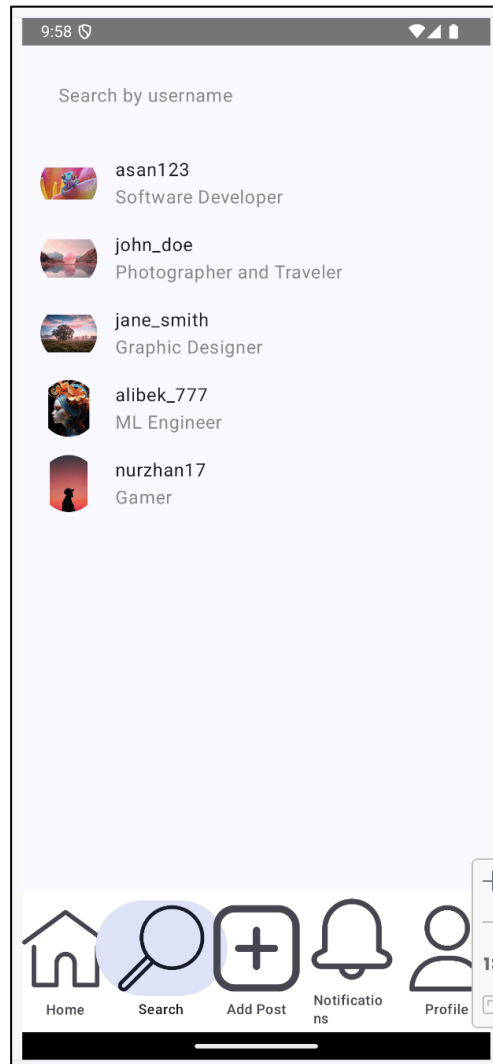 9:58
Search by username
asan123
Software Developer
john_doe
Photographer and Traveler
jane_smith
Graphic Designer
alibek_777
ML Engineer
nurzhan17
Gamer
Home
Search
Add Post
Notificatio
ns
Profile